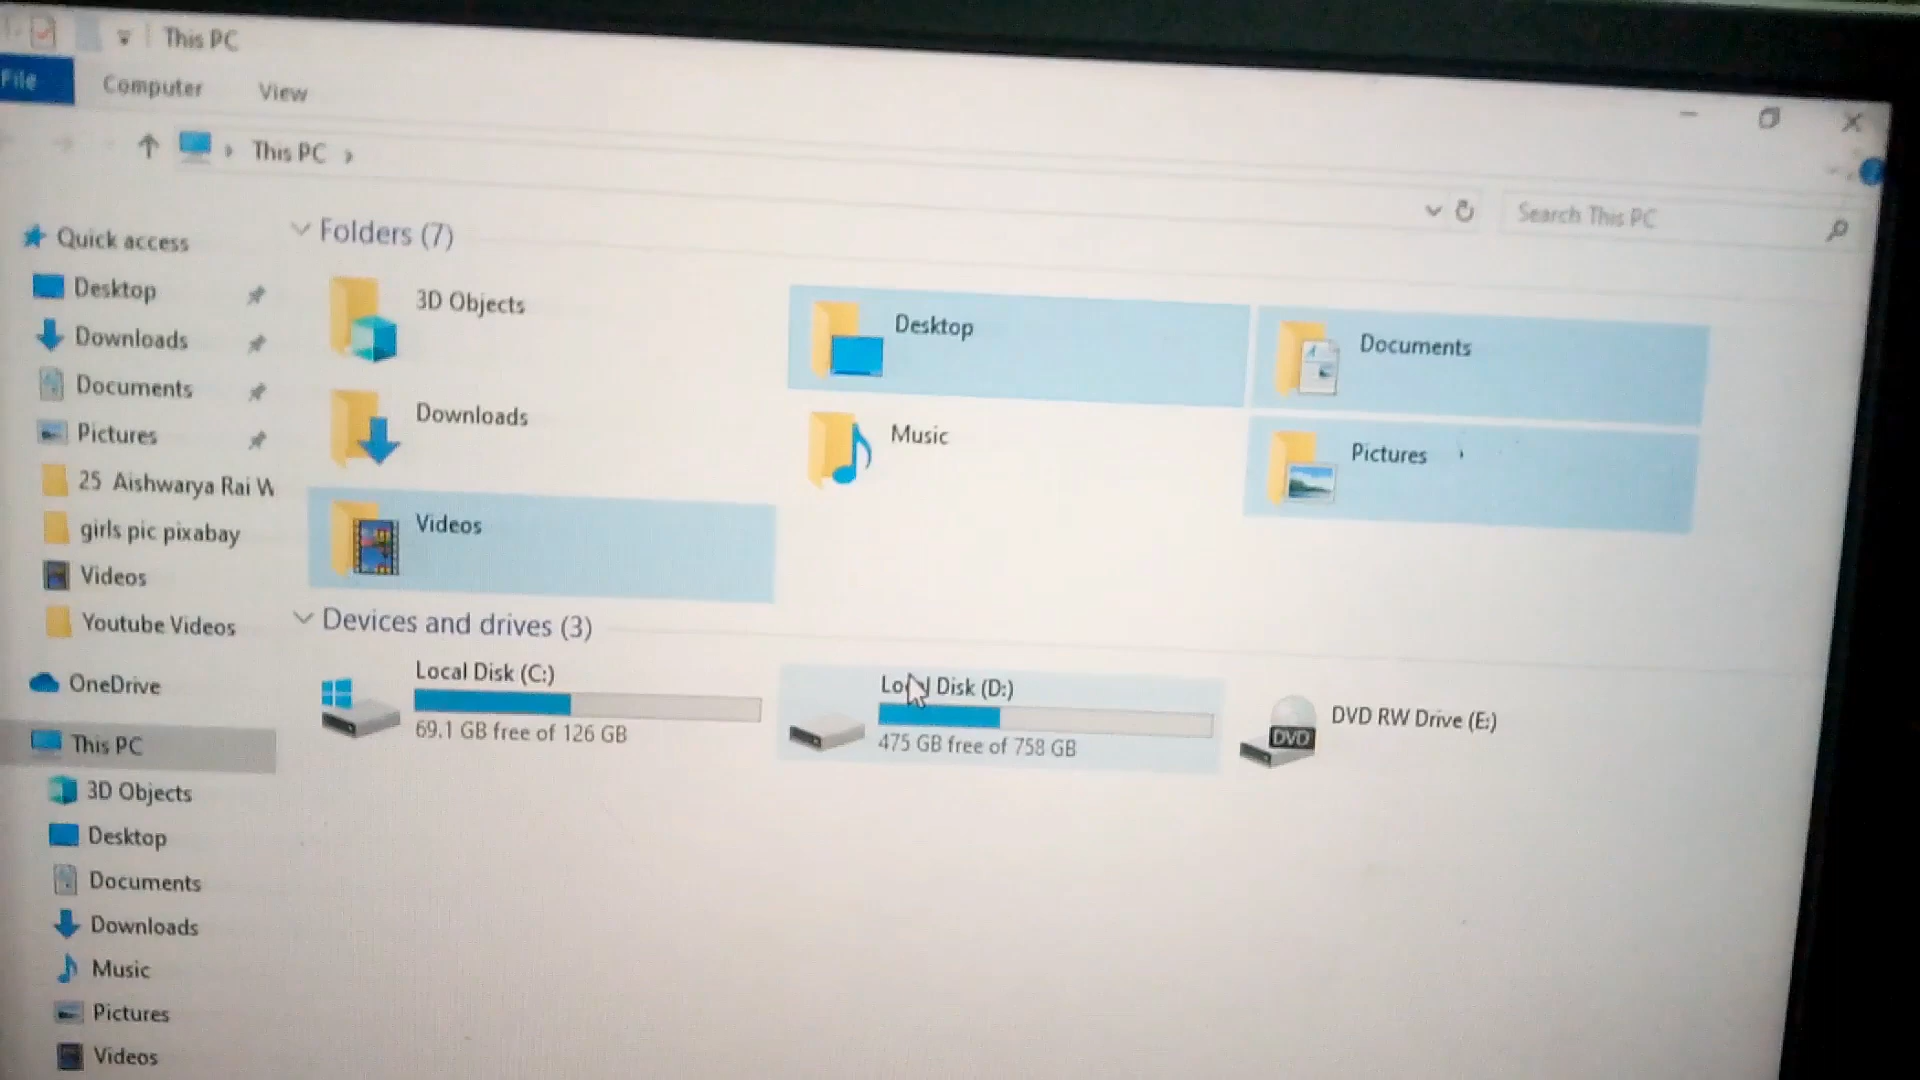 This PC
File
Computer
View
This PC
Search This PC
Quick access
Desktop
Downloads
Documents
Pictures
25 Aishwarya Rai W
girls pic pixabay
Videos
Youtube Videos
OneDrive
This PC
3D Objects
Desktop
Documents
Downloads
Music
Pictures
Videos
Folders (7)
3D Objects
Desktop
Documents
Downloads
Music
Pictures
Videos
Devices and drives (3)
Local Disk (C:)
69.1 GB free of 126 GB
Local Disk (D:)
475 GB free of 758 GB
DVD RW Drive (E:)
DVD